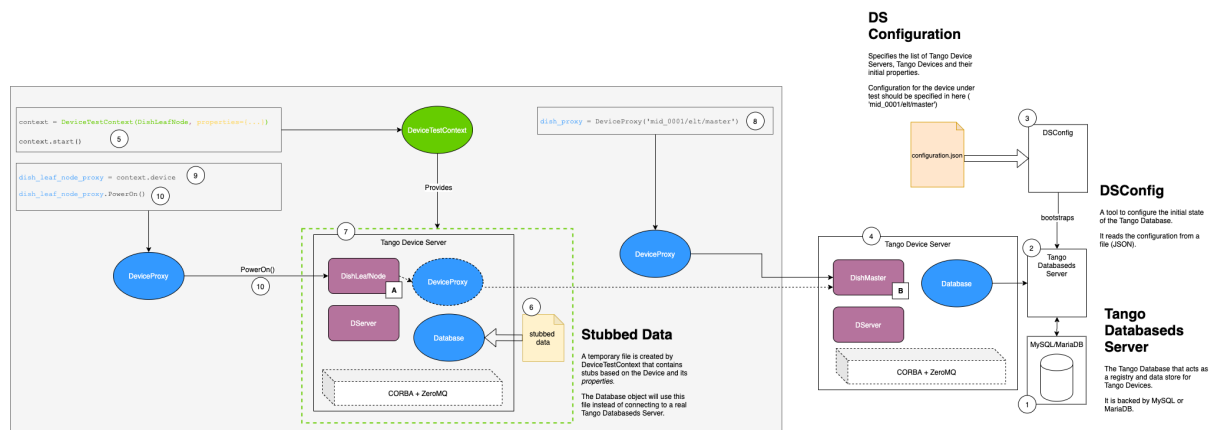 DS
Configuration
Specifies the list of Tango Device
Servers, Tango Devices and their
initial properties.
Configuration for the device under
test should be specified in here (
'mid_0001/elt/master')
context = DeviceTestContext(DishLeafNode, properties={...})
context.start()
5
DeviceTestContext
dish_proxy = DeviceProxy('mid_0001/elt/master')
8
configuration.json
3
DSConfig
dish_leaf_node_proxy = context.device
9
dish_leaf_node_proxy.PowerOn()
10
Provides
DSConfig
A tool to configure the initial state
of the Tango Database.
It reads the configuration from a
file (JSON).
bootstraps
7
Tango Device Server
DishLeafNode
A
DeviceProxy
DServer
Database
6
stubbed
data
CORBA + ZeroMQ
DeviceProxy
PowerOn()
10
DeviceProxy
4
Tango Device Server
DishMaster
B
Database
DServer
CORBA + ZeroMQ
2
Tango
Databaseds
Server
MySQL/MariaDB
1
Stubbed Data
A temporary file is created by
DeviceTestContext that contains
stubs based on the Device and its
properties.
The Database object will use this
file instead of connecting to a real
Tango Databaseds Server.
Tango
Databaseds
Server
The Tango Database that acts as
a registry and data store for
Tango Devices.
It is backed by MySQL or
MariaDB.